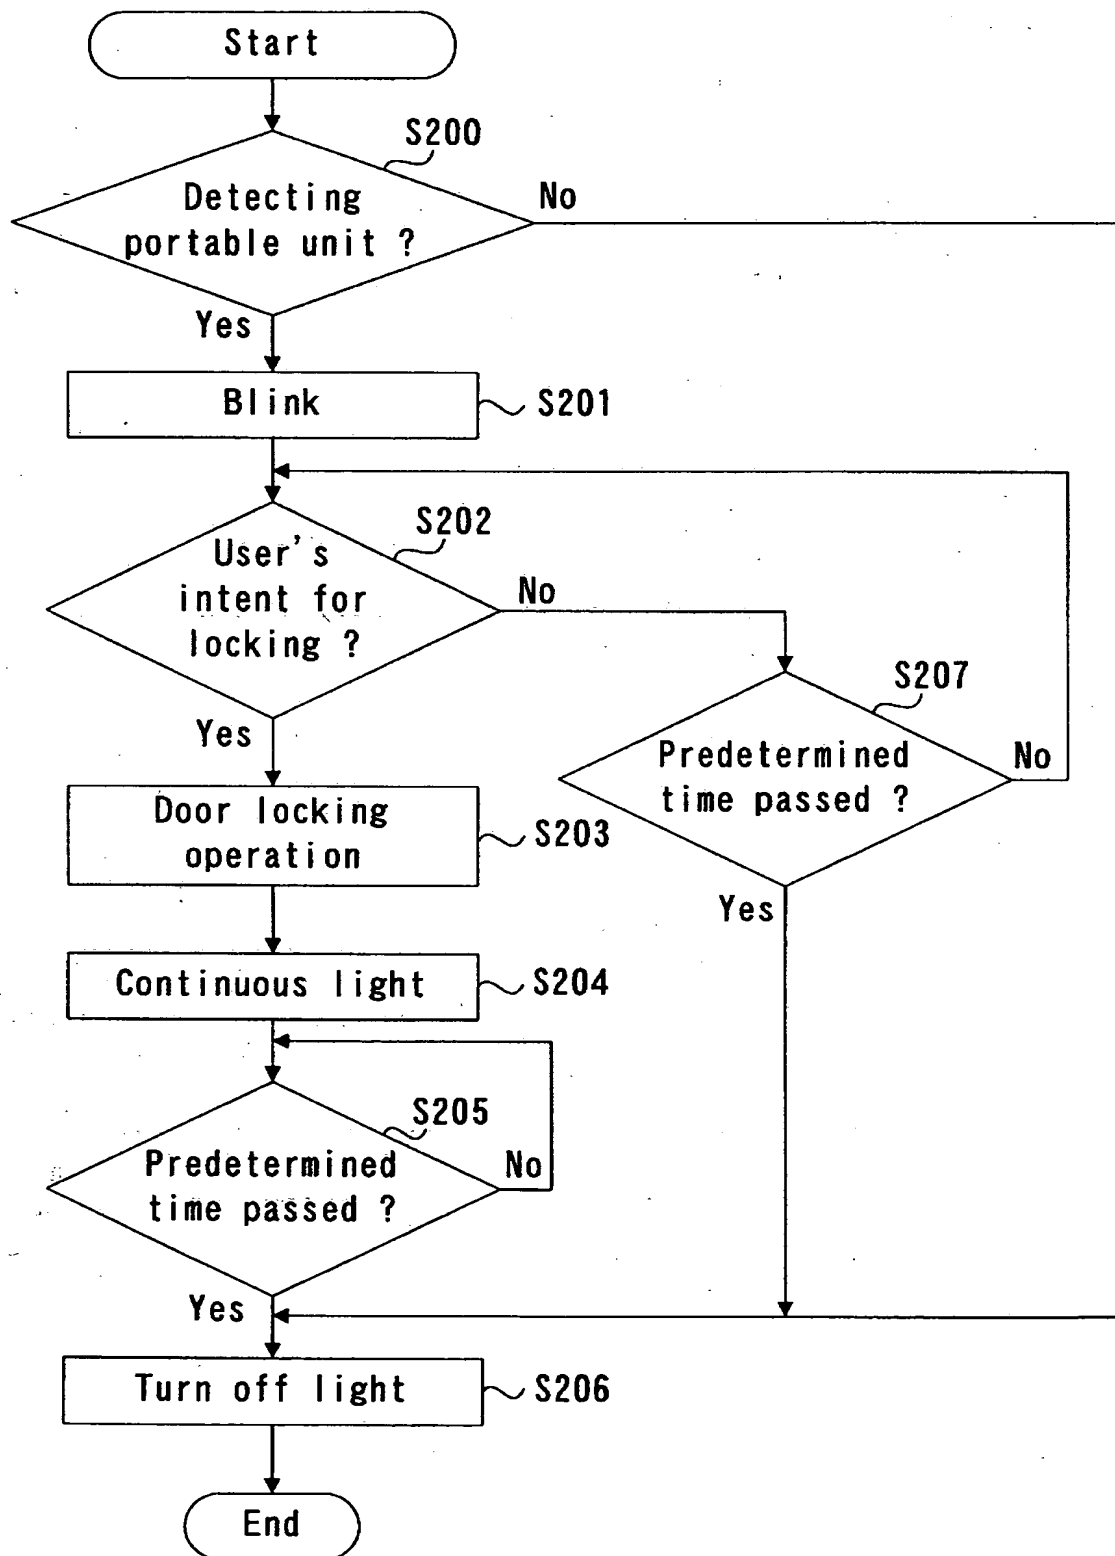 Start
S200
Detecting
portable unit ?
No
Yes
Blink
S201
S202
User's
intent for
locking ?
No
Yes
S207
Predetermined
time passed ?
No
Yes
Door locking
operation
S203
Continuous light
S204
S205
Predetermined
time passed ?
No
Yes
Turn off light
S206
End